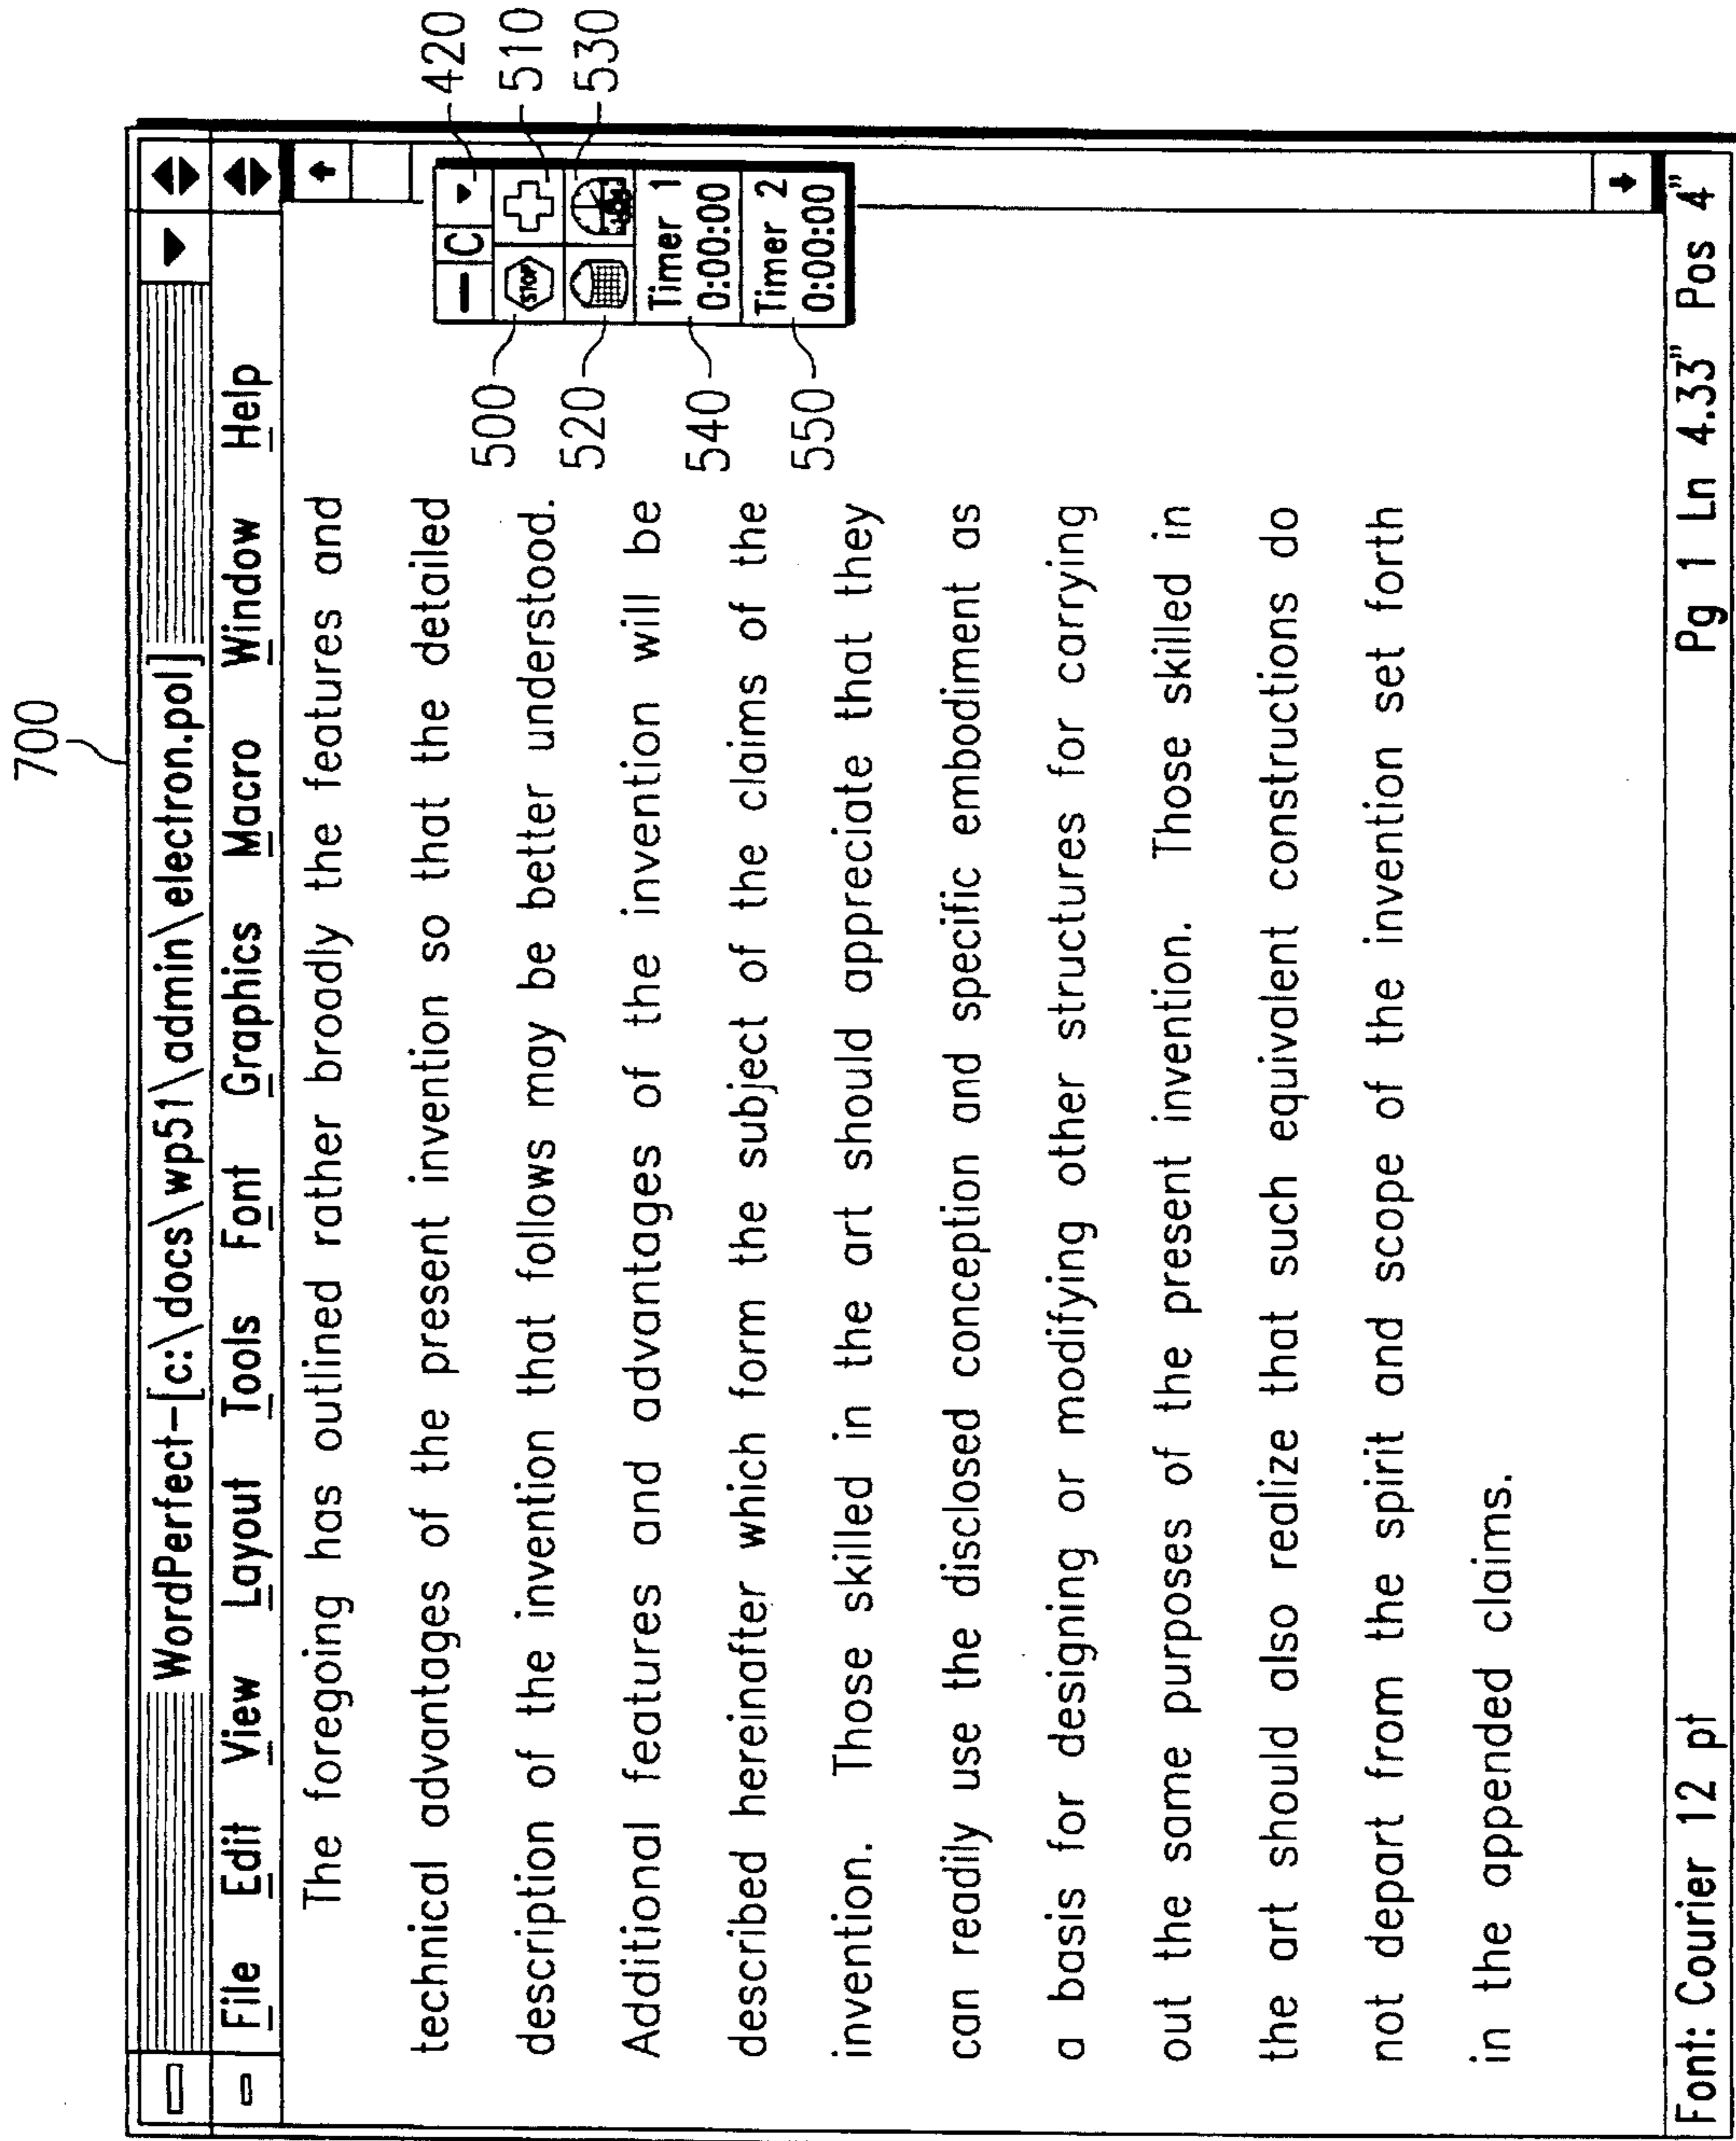 700
WordPerfect-[c:\docs\wp51\admin\electron.pol]
File Edit View Layout Tools Font Graphics Macro Window Help
The foregoing has outlined rather broadly the features and
technical advantages of the present invention so that the detailed
description of the invention that follows may be better understood.
Additional features and advantages of the invention will be
described hereinafter which form the subject of the claims of the
invention. Those skilled in the art should appreciate that they
can readily use the disclosed conception and specific embodiment as
a basis for designing or modifying other structures for carrying
out the same purposes of the present invention. Those skilled in
the art should also realize that such equivalent constructions do
not depart from the spirit and scope of the invention set forth
in the appended claims.
C
420
500
STOP
510
520
530
540
Timer 1
0:00:00
550
Timer 2
0:00:00
Font: Courier 12 pt Pg 1 Ln 4.33" Pos 4"